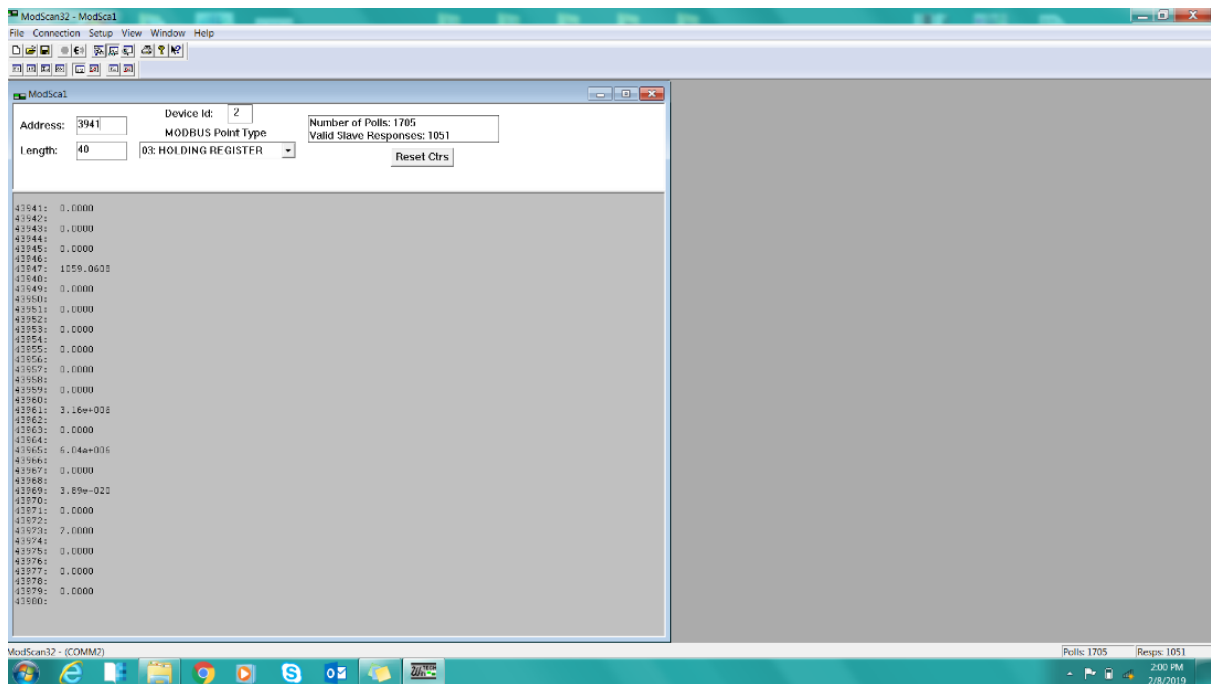 ModScan32 - ModSca1
File Connection Setup View Window Help
ModSca1
Address: 3941
Device Id: 2
MODBUS Point Type
Length: 40
03: HOLDING REGISTER
Number of Polls: 1705
Valid Slave Responses: 1051
Reset Ctrs
43941: 0.0000
43942:
43943: 0.0000
43944:
43945: 0.0000
43946:
43947: 1059.0608
43948:
43949: 0.0000
43950:
43951: 0.0000
43952:
43953: 0.0000
43954:
43955: 0.0000
43956:
43957: 0.0000
43958:
43959: 0.0000
43960:
43961: 3.16e+008
43962:
43963: 0.0000
43964:
43965: 6.04e+006
43966:
43967: 0.0000
43968:
43969: 3.89e-020
43970:
43971: 0.0000
43972:
43973: 2.0000
43974:
43975: 0.0000
43976:
43977: 0.0000
43978:
43979: 0.0000
43980:
ModScan32 - (COMM2)
Polls: 1705
Resps: 1051
2:00 PM
2/8/2019